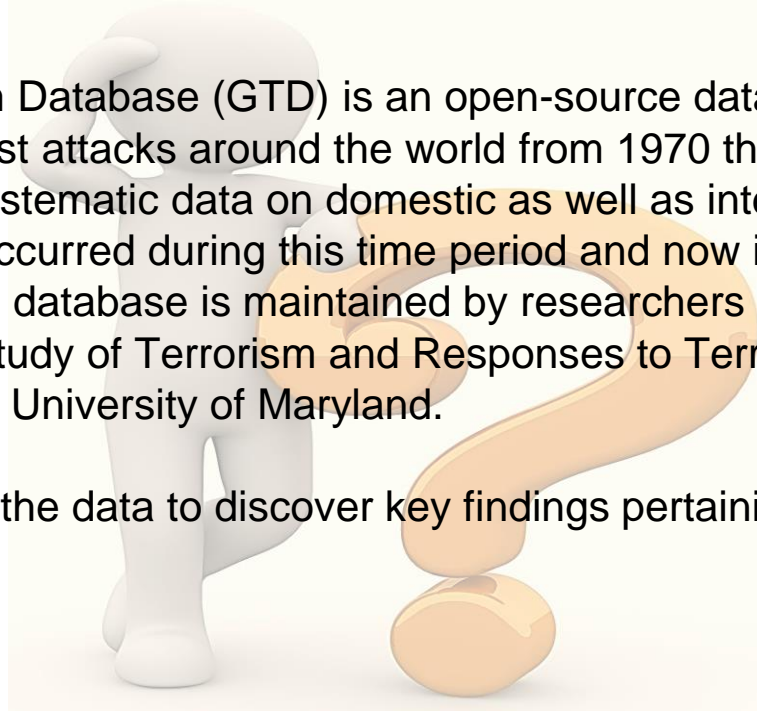 n Database (GTD) is an open-source data
st attacks around the world from 1970 th
stematic data on domestic as well as inte
ccurred during this time period and now i
database is maintained by researchers
tudy of Terrorism and Responses to Terr
University of Maryland.
the data to discover key findings pertaini